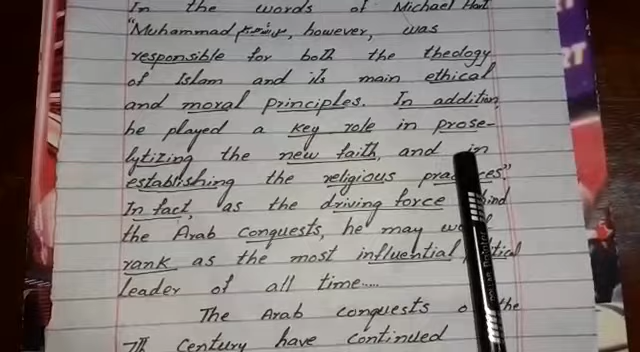 In the words of Michael Hart
"Muhammad ﷺ, however, was
responsible for both the theology
of Islam and its main ethical
and moral principles. In addition
he played a key role in prose-
lytizing the new faith, and in
establishing the religious practices"
In fact, as the driving force
the Arab conquests, he may well
rank as the most influential political
leader of all time.....
The Arab conquests the
7th Century have continued